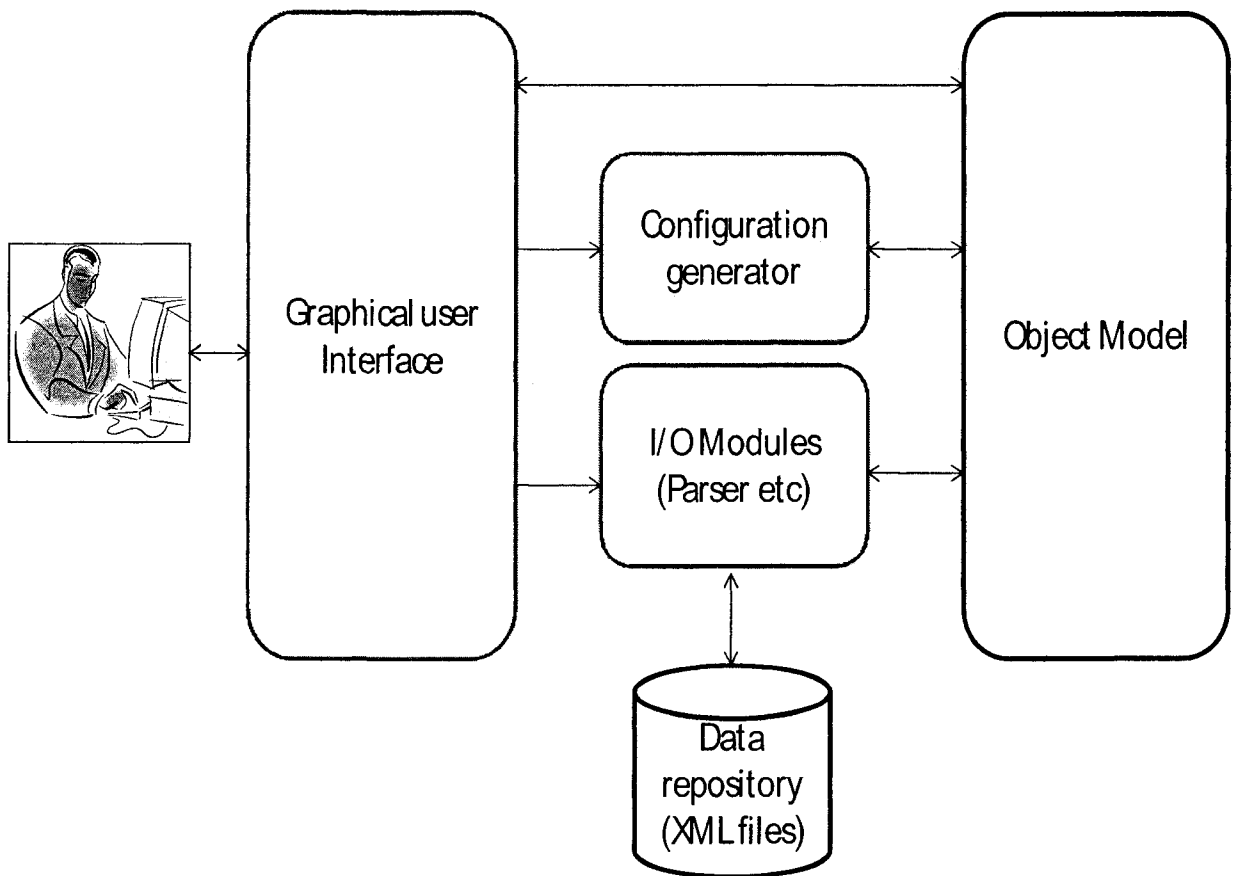 Configuration
generator
Graphical user
Interface
Object Model
I/O Modules
(Parser etc)
Data
repository
(XML files)